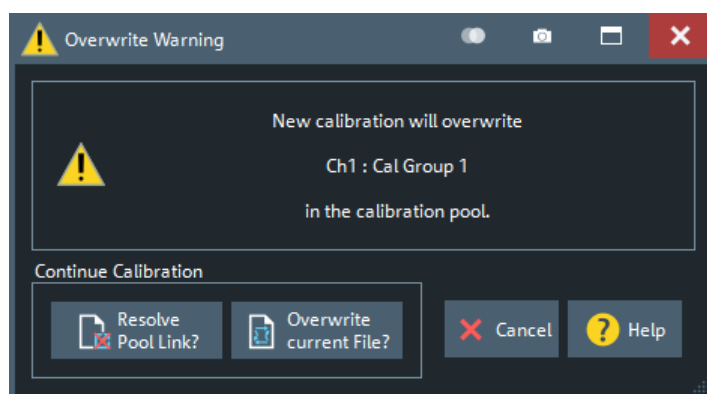 Overwrite Warning
New calibration will overwrite
Ch1 : Cal Group 1
in the calibration pool.
Continue Calibration
Resolve
Pool Link?
Overwrite
current File?
Cancel
Help